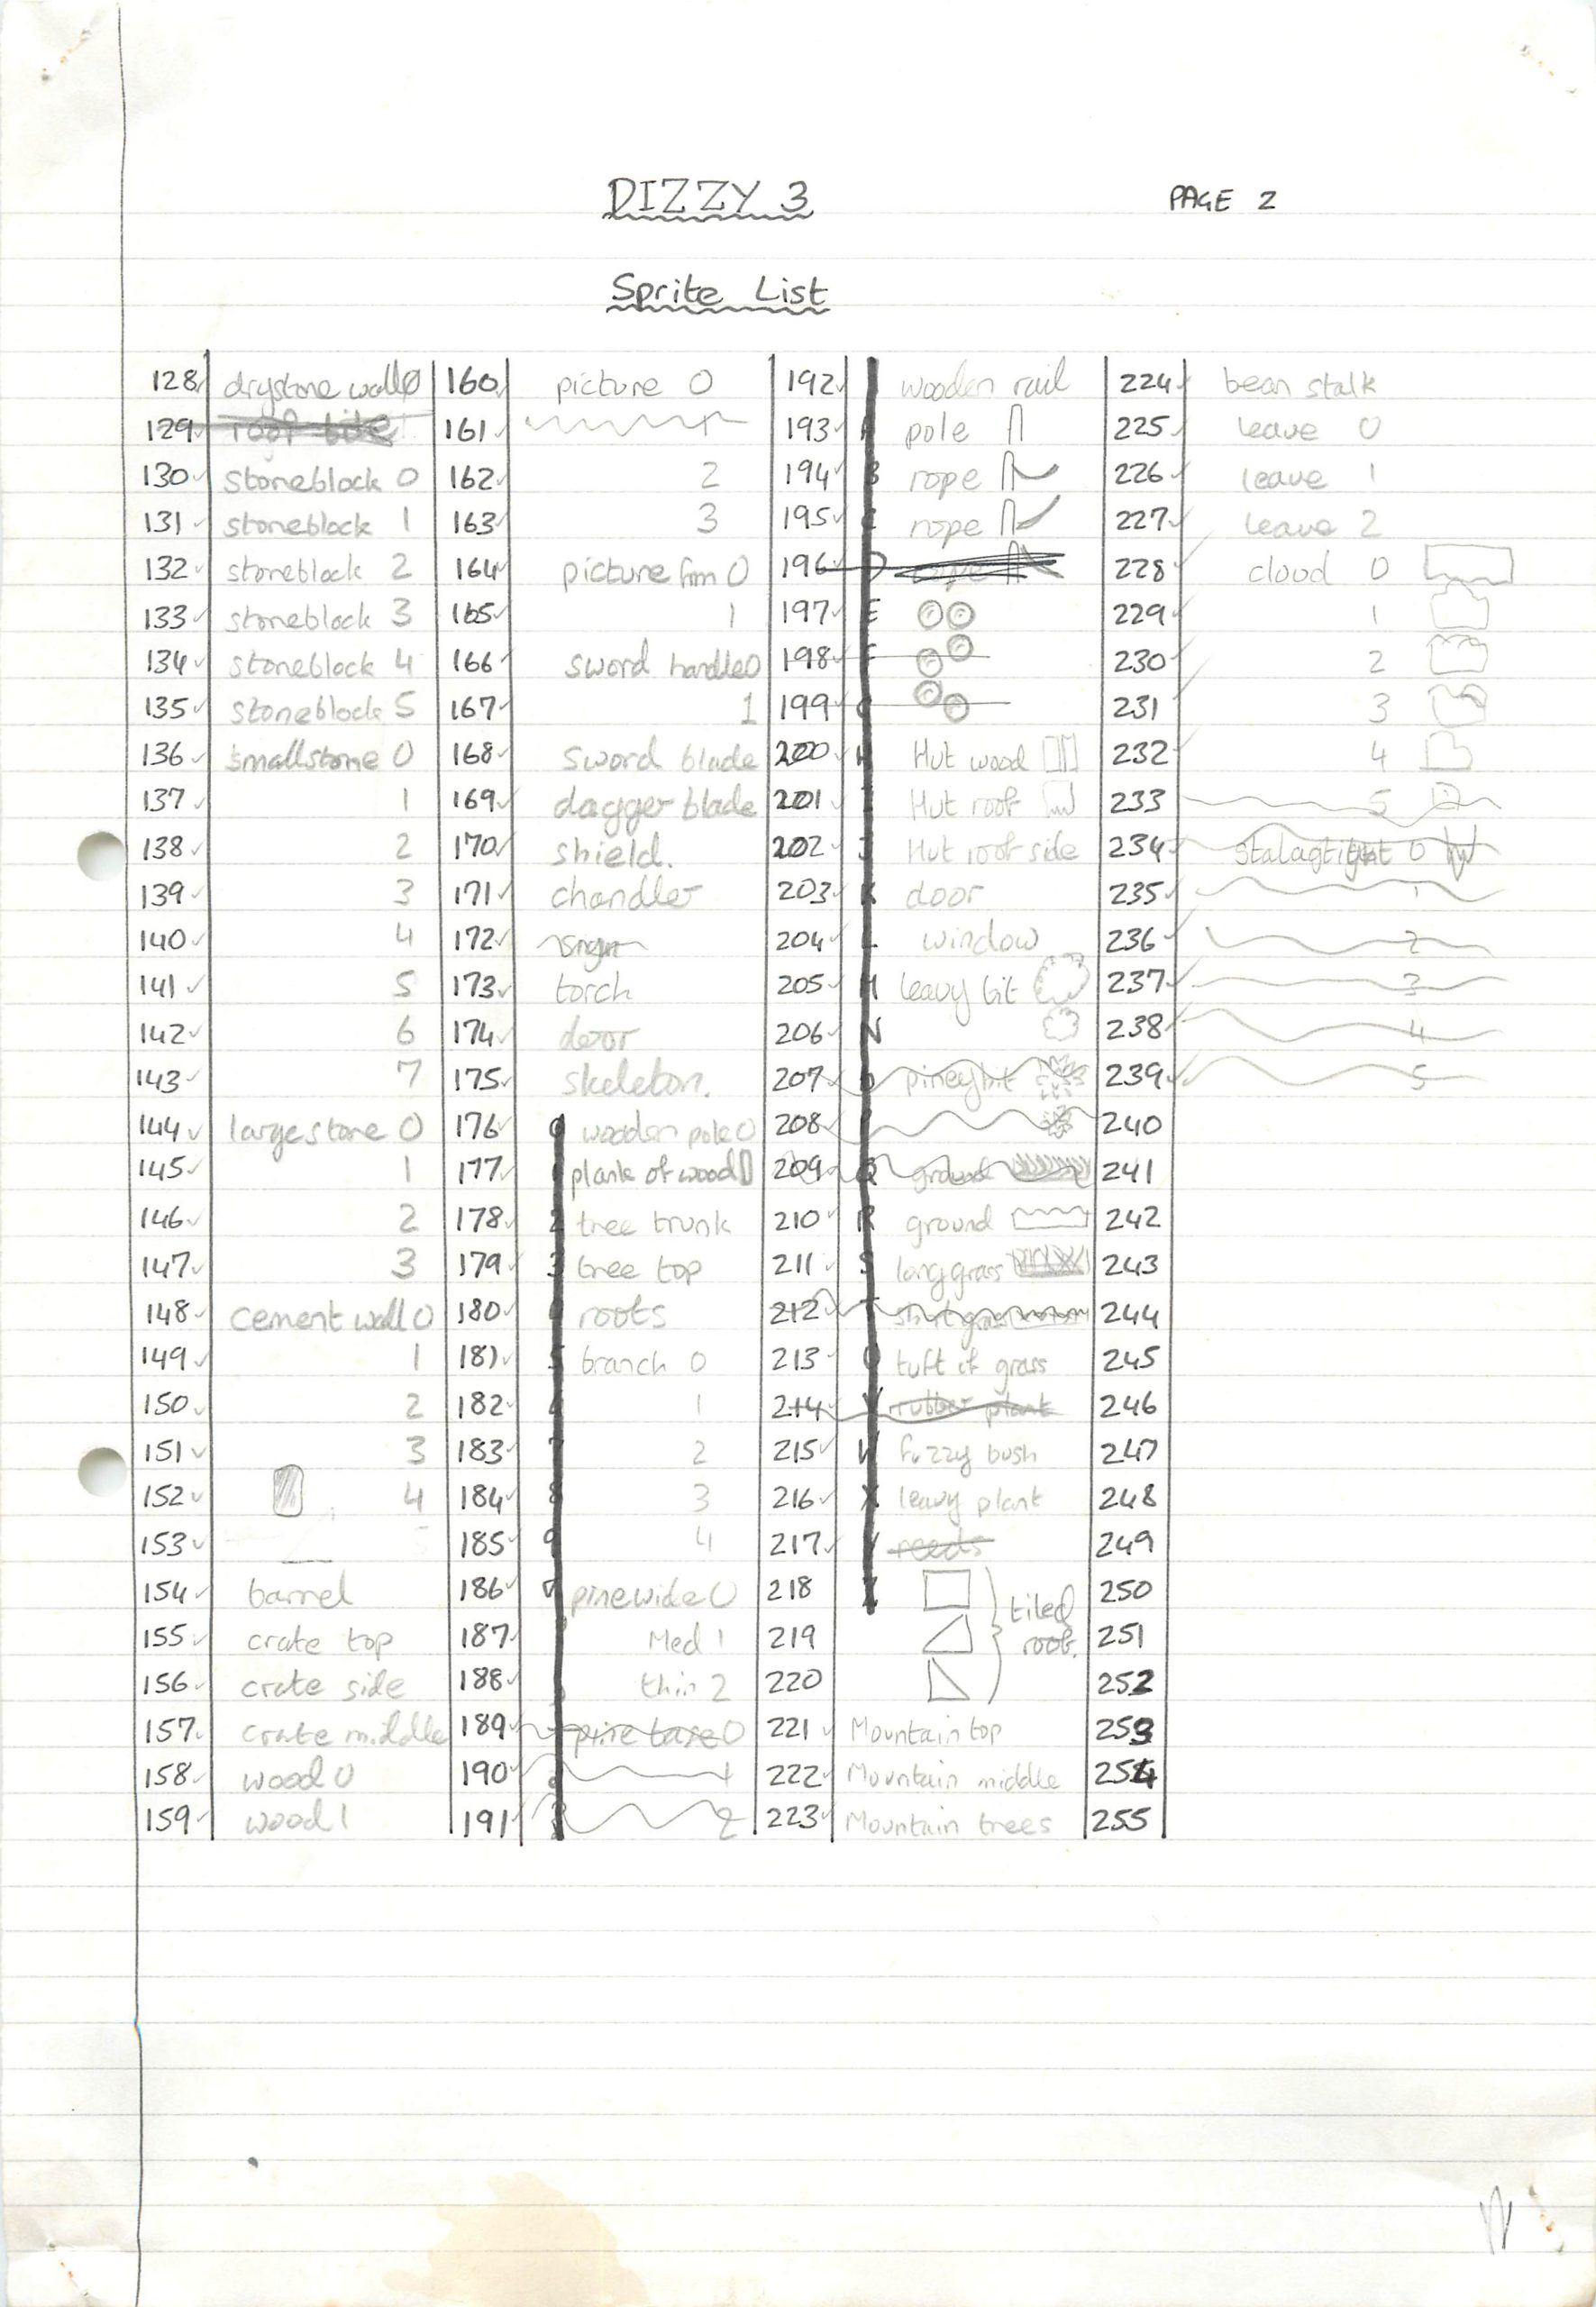 DIZZY 3 PAGE 2
Sprite List
128 drystone wall 0 160 picture 0 192 wooden rail 224 bean stalk
129 roof tile 161 1 193 A pole 225 leave 0
130 stoneblock 0 162 2 194 B rope 226 leave 1
131 stoneblock 1 163 3 195 C rope 227 leave 2
132 stoneblock 2 164 picture frm 0 196 D rope 228 cloud 0
133 stoneblock 3 165 1 197 E 229 1
134 stoneblock 4 166 sword handle 0 198 F 230 2
135 stoneblock 5 167 1 199 G 231 3
136 smallstone 0 168 sword blade 200 H Hut wood 232 4
137 1 169 dagger blade 201 I Hut roof 233 5
138 2 170 shield. 202 J Hut roof side 234 0
139 3 171 chandler 203 K door 235 1
140 4 172 204 L window 236 2
141 5 173 torch 205 M leavy bit 237 3
142 6 174 door 206 N 238 4
143 7 175 skeleton. 207 piney bit 239 5
144 largestone 0 176 0 wooden pole 0 208 240
145 1 177 1 plank of wood 209 Q ground 241
146 2 178 2 tree trunk 210 R ground 242
147 3 179 3 tree top 211 S long grass 243
148 cement wall 0 180 roots 212 T short grass 244
149 1 181 5 branch 0 213 tuft of grass 245
150 2 182 1 214 V rubber plant 246
151 3 183 7 2 215 W fuzzy bush 247
152 4 184 8 3 216 X leavy plant 248
153 185 9 4 217 Y reeds 249
154 barrel 186 pine wide 0 218 Z tiled 250
155 crate top 187 Med 1 219 roof. 251
156 crate side 188 thin 2 220 252
157 crate middle 189 pine base 0 221 Mountain top 253
158 wood 0 190 1 222 Mountain middle 254
159 wood 1 191 2 223 Mountain trees 255